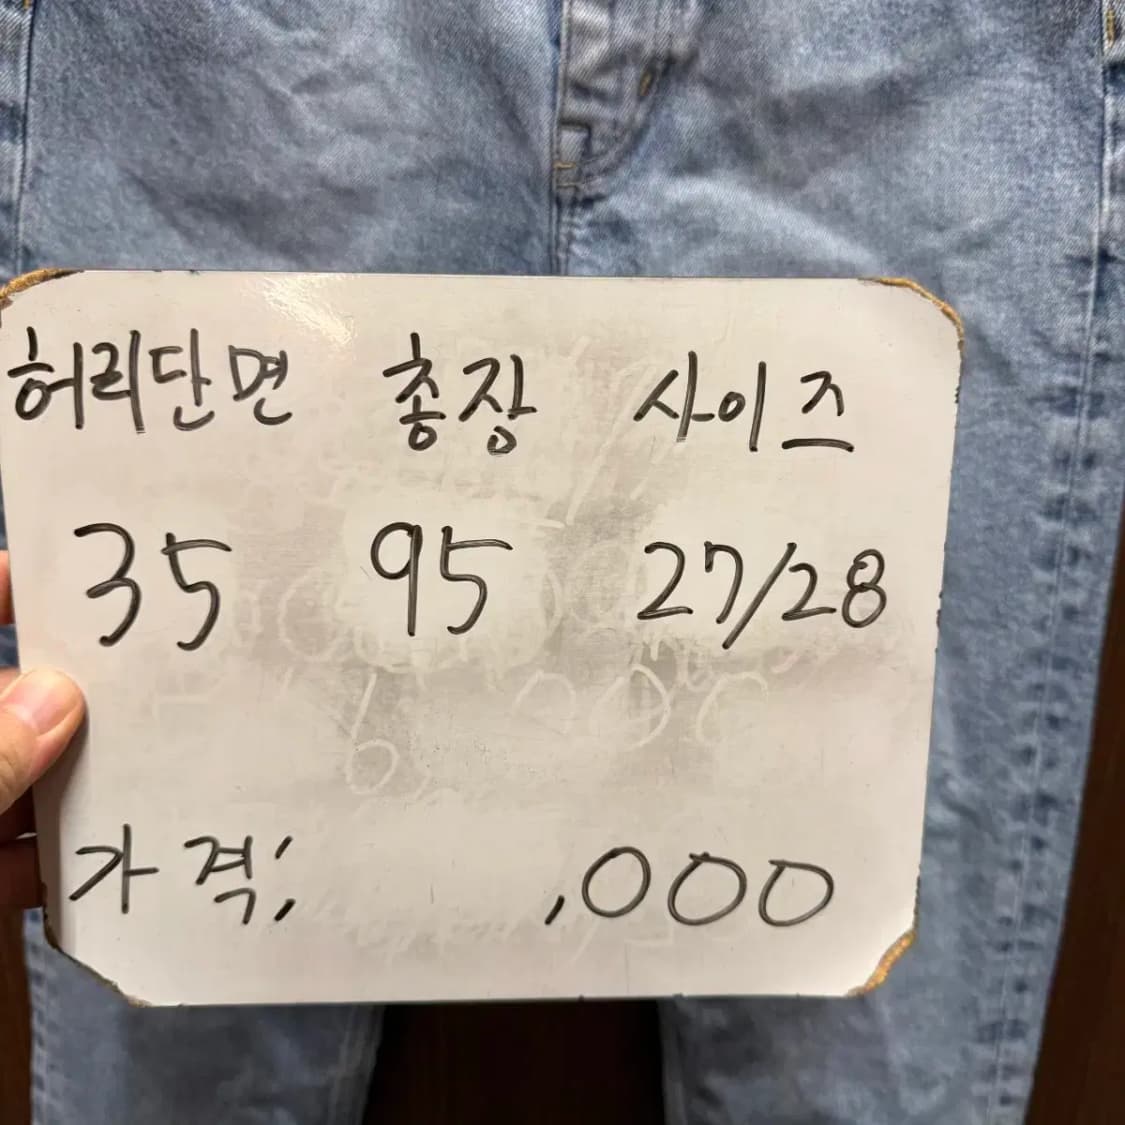 허리단면 총장 사이즈
35 95 27/28
가격: ,000